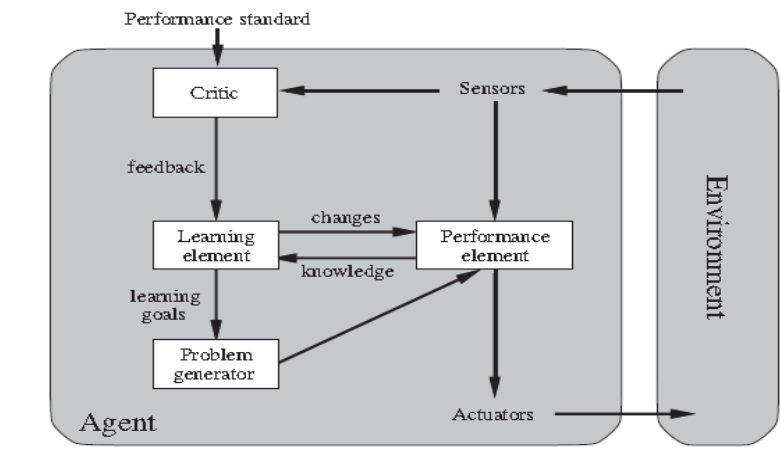 Performance standard
Critic
Sensors
feedback
changes
Learning
element
Performance
element
knowledge
learning
goals
Problem
generator
Agent
Actuators
Environment